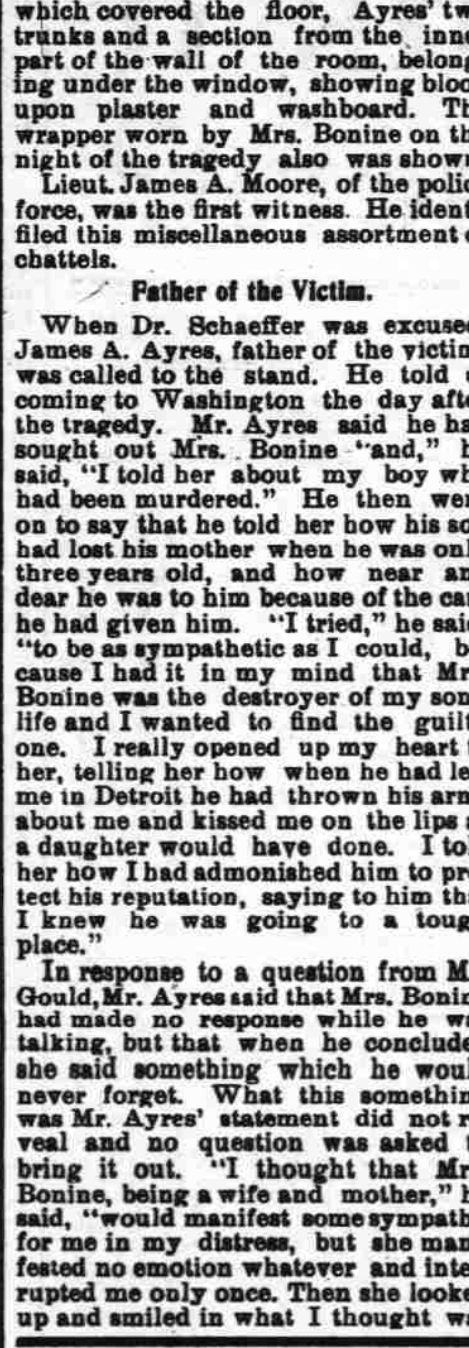 which covered the floor, Ayres' tw
trunks and a section from the inne
part of the wall of the room, belong
ing under the window, showing bloo
upon plaster and washboard. Th
wrapper worn by Mrs. Bonine on th
night of the tragedy also was shown
Lieut. James A. Moore, of the polic
force, was the first witness. He identi
filed this miscellaneous assortment o
chattels.
Father of the Victim.
When Dr. Schaeffer was excused
James A. Ayres, father of the victim
was called to the stand. He told o
coming to Washington the day afte
the tragedy. Mr. Ayres said he ha
sought out Mrs. Bonine "and," h
said, "I told her about my boy wh
had been murdered." He then wen
on to say that he told her how his so
had lost his mother when he was onl
three years old, and how near an
dear he was to him because of the car
he had given him. "I tried," he said
"to be as sympathetic as I could, be
cause I had it in my mind that Mr
Bonine was the destroyer of my son
life and I wanted to find the guilt
one. I really opened up my heart t
her, telling her how when he had le
me in Detroit he had thrown his arm
about me and kissed me on the lips a
a daughter would have done. I tol
her how I had admonished him to pro
tect his reputation, saying to him tha
I knew he was going to a toug
place."
In response to a question from M
Gould, Mr. Ayres said that Mrs. Bonin
had made no response while he wa
talking, but that when he conclude
she said something which he woul
never forget. What this somethin
was Mr. Ayres' statement did not r
veal and no question was asked t
bring it out. "I thought that Mr
Bonine, being a wife and mother," h
said, "would manifest some sympath
for me in my distress, but she mani
fested no emotion whatever and inte
rupted me only once. Then she looke
up and smiled in what I thought wa